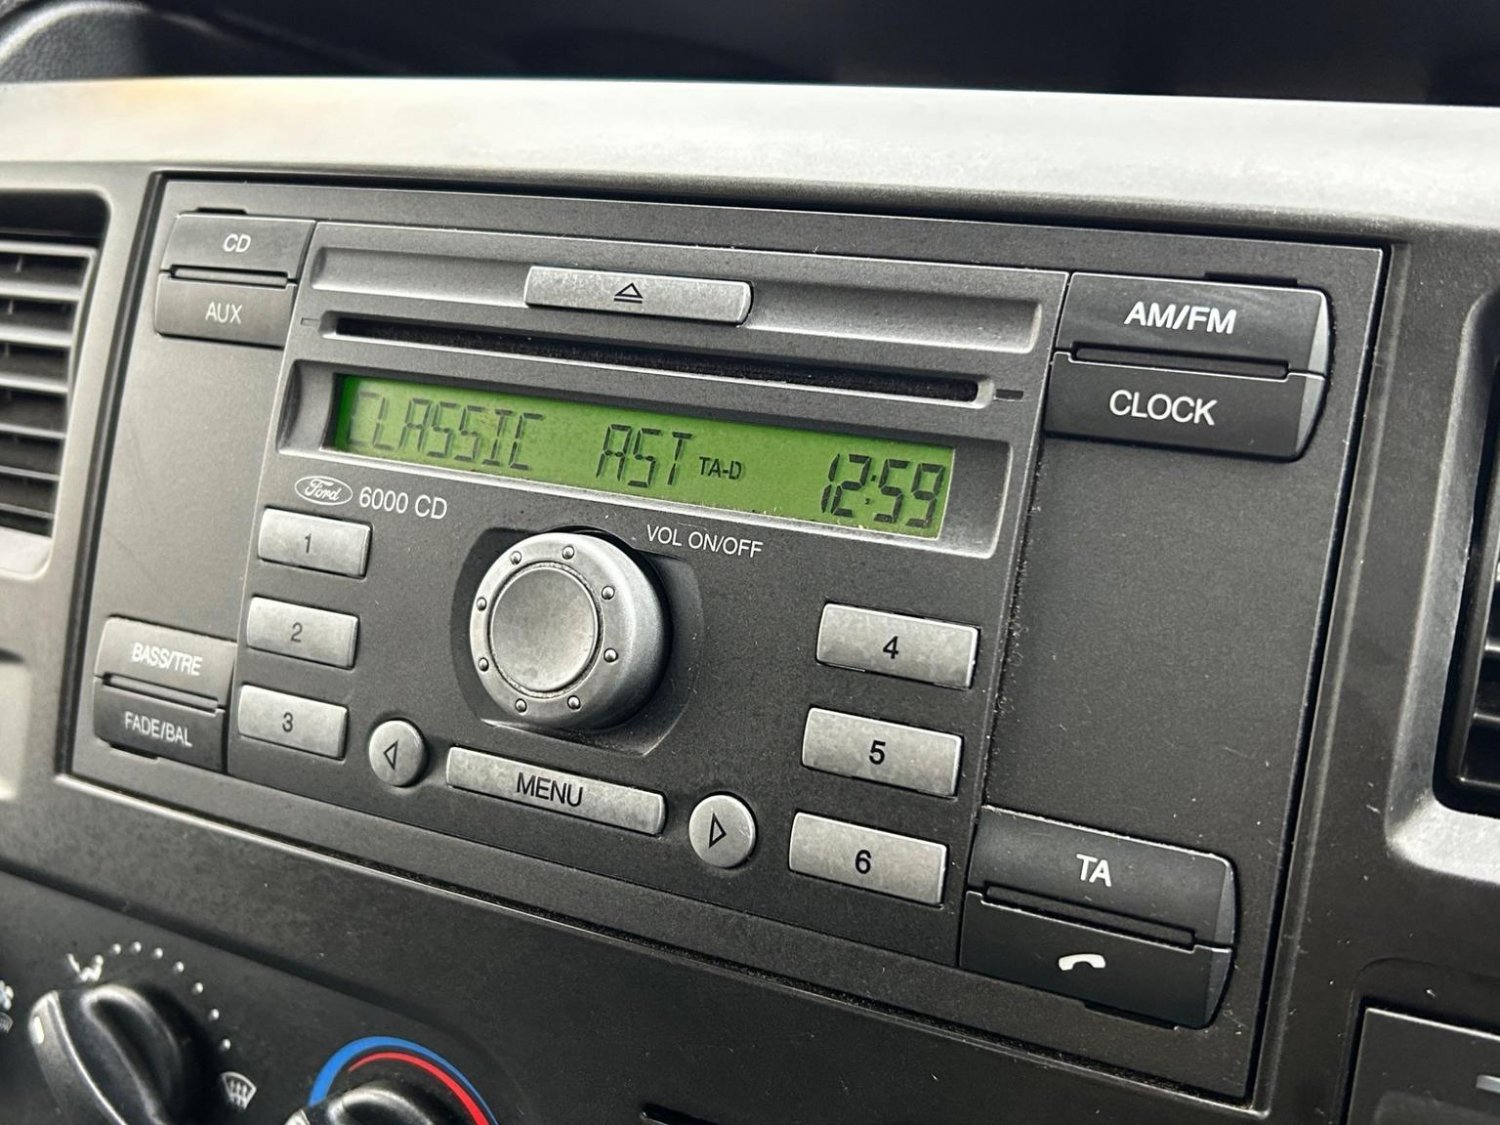 CD
AUX
AM/FM
CLOCK
CLASSIC AST TA-D 12:59
Ford 6000 CD
VOL ON/OFF
1
2
3
4
5
6
BASS/TRE
FADE/BAL
MENU
TA